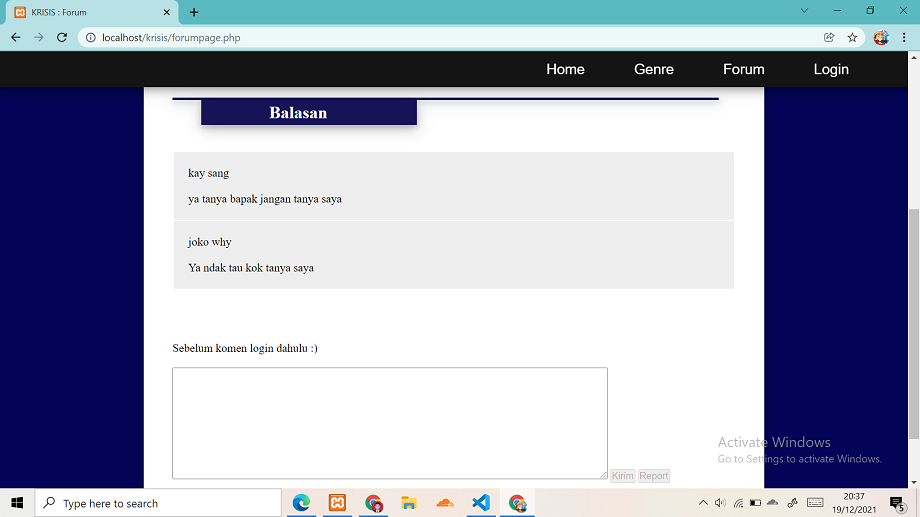 KRISIS : Forum
localhost/krisis/forumpage.php
Home Genre Forum Login
Balasan
kay sang
ya tanya bapak jangan tanya saya
joko why
Ya ndak tau kok tanya saya
Sebelum komen login dahulu :)
Kirim Report
Activate Windows
Go to Settings to activate Windows.
Type here to search
20:37
19/12/2021
5